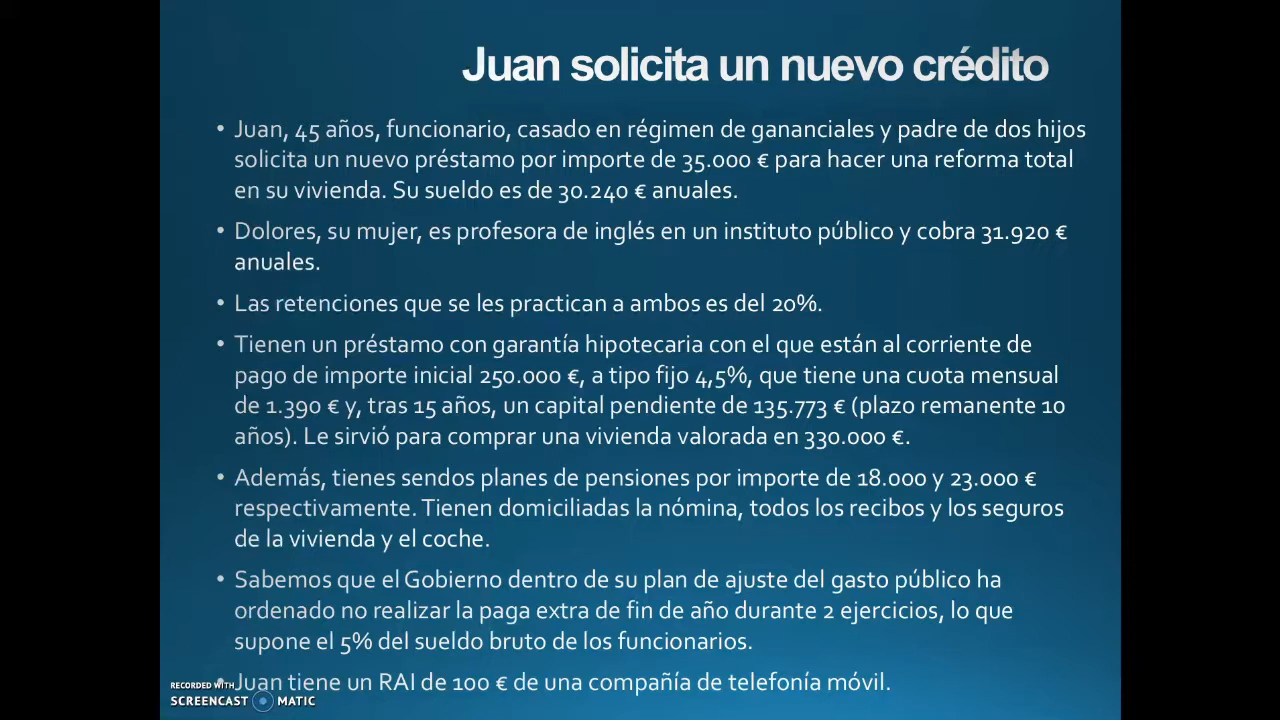 Juan solicita un nuevo crédito
• Juan, 45 años, funcionario, casado en régimen de gananciales y padre de dos hijos
solicita un nuevo préstamo por importe de 35.000 € para hacer una reforma total
en su vivienda. Su sueldo es de 30.240 € anuales.
• Dolores, su mujer, es profesora de inglés en un instituto público y cobra 31.920 €
anuales.
• Las retenciones que se les practican a ambos es del 20%.
• Tienen un préstamo con garantía hipotecaria con el que están al corriente de
pago de importe inicial 250.000 €, a tipo fijo 4,5%, que tiene una cuota mensual
de 1.390 € y, tras 15 años, un capital pendiente de 135.773 € (plazo remanente 10
años). Le sirvió para comprar una vivienda valorada en 330.000 €.
• Además, tienes sendos planes de pensiones por importe de 18.000 y 23.000 €
respectivamente. Tienen domiciliadas la nómina, todos los recibos y los seguros
de la vivienda y el coche.
• Sabemos que el Gobierno dentro de su plan de ajuste del gasto público ha
ordenado no realizar la paga extra de fin de año durante 2 ejercicios, lo que
supone el 5% del sueldo bruto de los funcionarios.
• Juan tiene un RAI de 100 € de una compañía de telefonía móvil.
RECORDED WITH
SCREENCAST MATIC